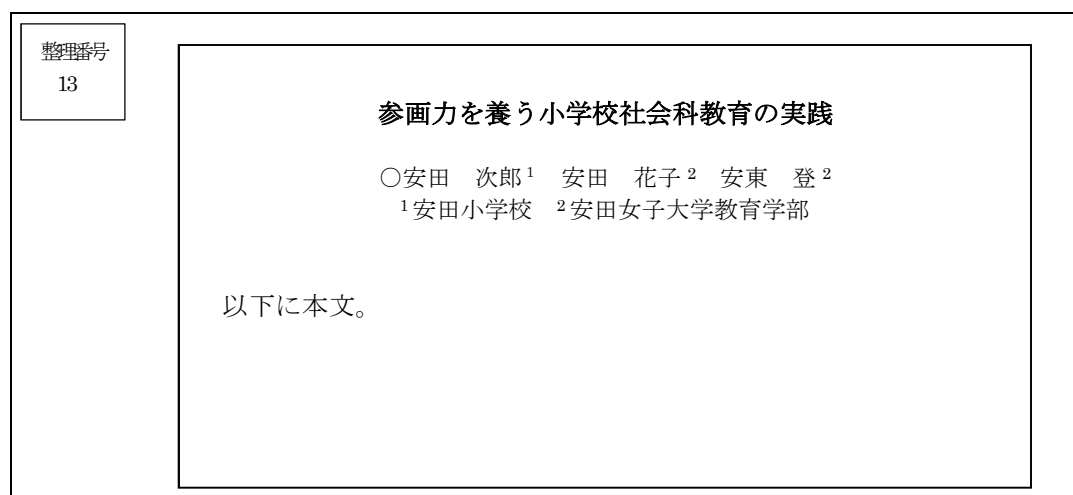 整理番号
13
参画力を養う小学校社会科教育の実践
○安田　次郎¹　安田　花子²　安東　登²
¹安田小学校　²安田女子大学教育学部
以下に本文。